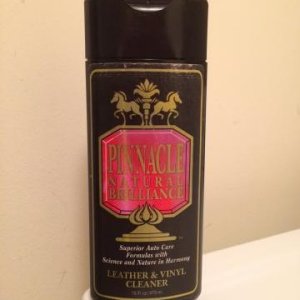 PINNACLE
NATURAL
BRILLIANCE
Superior Auto Care
Formulas with
Science and Nature in Harmony
LEATHER & VINYL
CLEANER